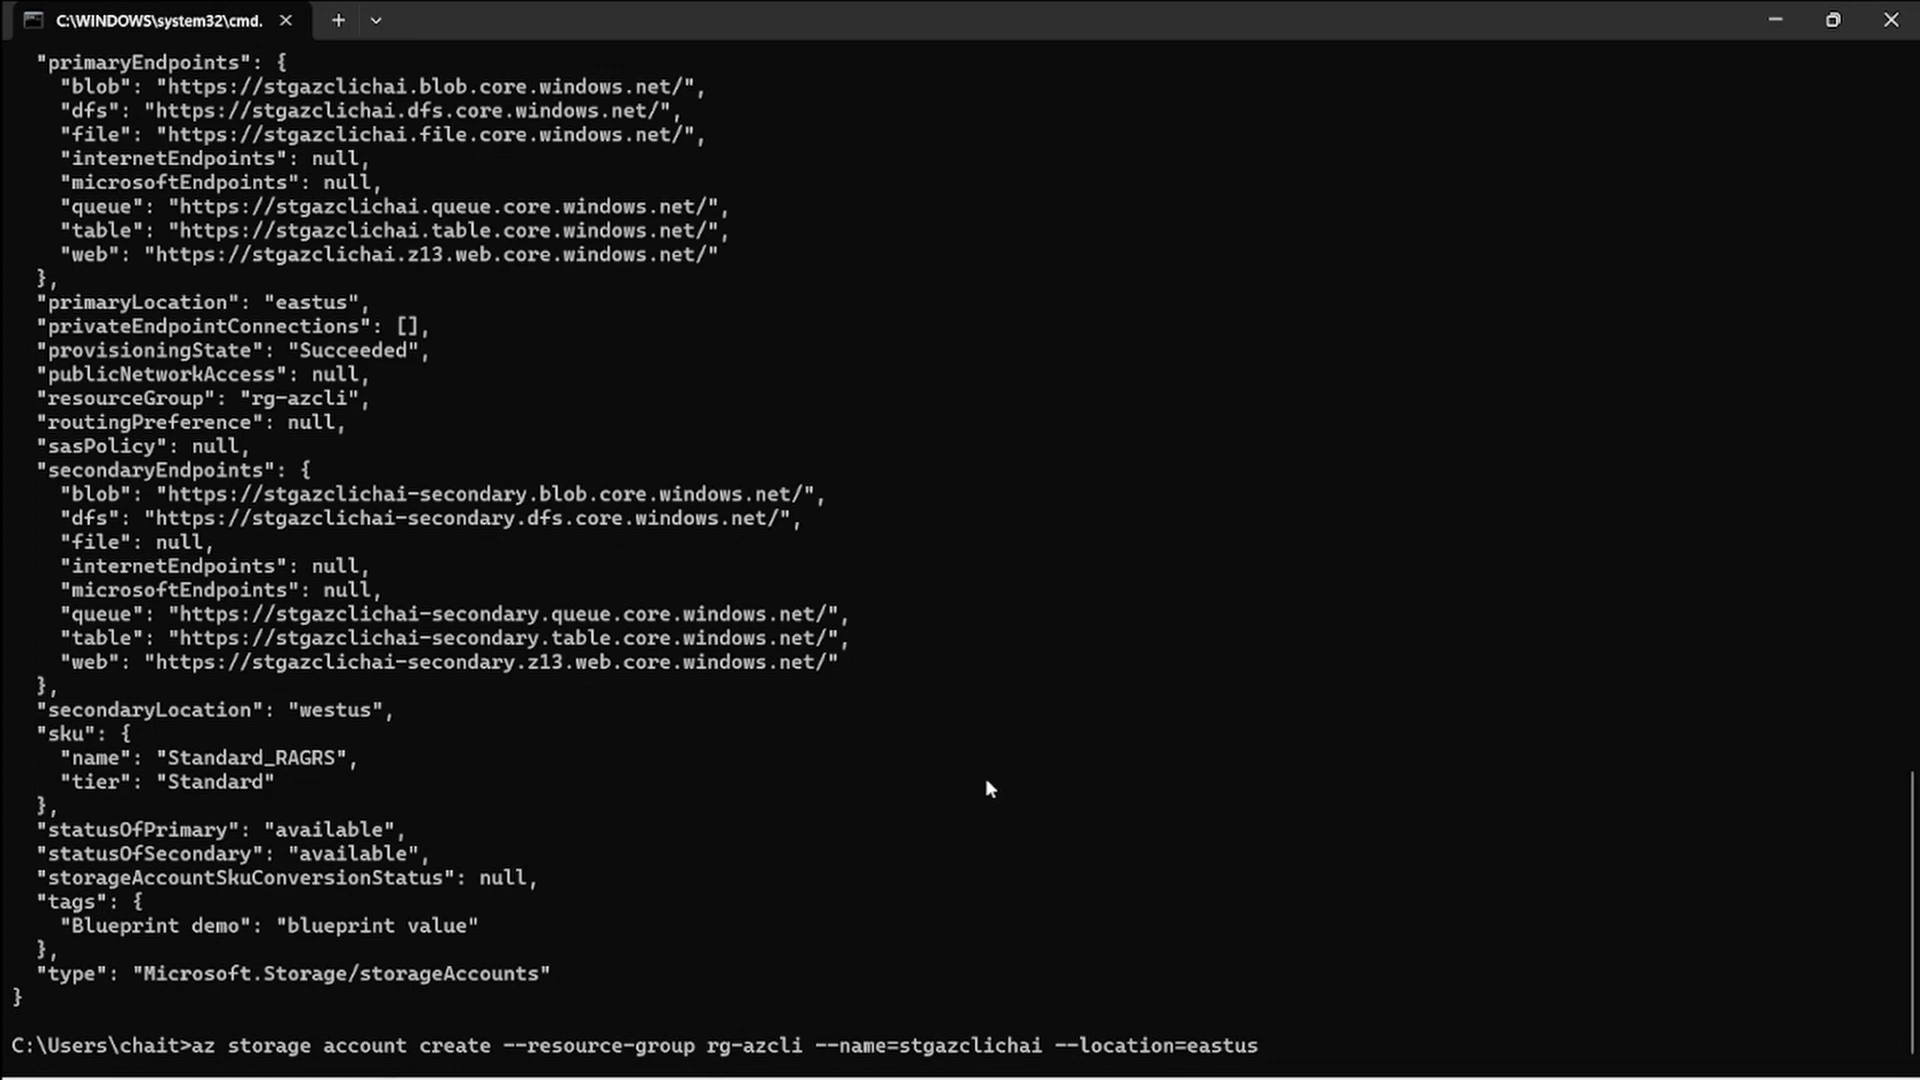 C:\WINDOWS\system32\cmd.
"primaryEndpoints": {
"blob": "https://stgazclichai.blob.core.windows.net/",
"dfs": "https://stgazclichai.dfs.core.windows.net/",
"file": "https://stgazclichai.file.core.windows.net/",
"internetEndpoints": null,
"microsoftEndpoints": null,
"queue": "https://stgazclichai.queue.core.windows.net/",
"table": "https://stgazclichai.table.core.windows.net/",
"web": "https://stgazclichai.z13.web.core.windows.net/"
},
"primaryLocation": "eastus",
"privateEndpointConnections": [],
"provisioningState": "Succeeded",
"publicNetworkAccess": null,
"resourceGroup": "rg-azcli",
"routingPreference": null,
"sasPolicy": null,
"secondaryEndpoints": {
"blob": "https://stgazclichai-secondary.blob.core.windows.net/",
"dfs": "https://stgazclichai-secondary.dfs.core.windows.net/",
"file": null,
"internetEndpoints": null,
"microsoftEndpoints": null,
"queue": "https://stgazclichai-secondary.queue.core.windows.net/",
"table": "https://stgazclichai-secondary.table.core.windows.net/",
"web": "https://stgazclichai-secondary.z13.web.core.windows.net/"
},
"secondaryLocation": "westus",
"sku": {
"name": "Standard_RAGRS",
"tier": "Standard"
},
"statusOfPrimary": "available",
"statusOfSecondary": "available",
"storageAccountSkuConversionStatus": null,
"tags": {
"Blueprint demo": "blueprint value"
},
"type": "Microsoft.Storage/storageAccounts"
}
C:\Users\chait>az storage account create --resource-group rg-azcli --name=stgazclichai --location=eastus